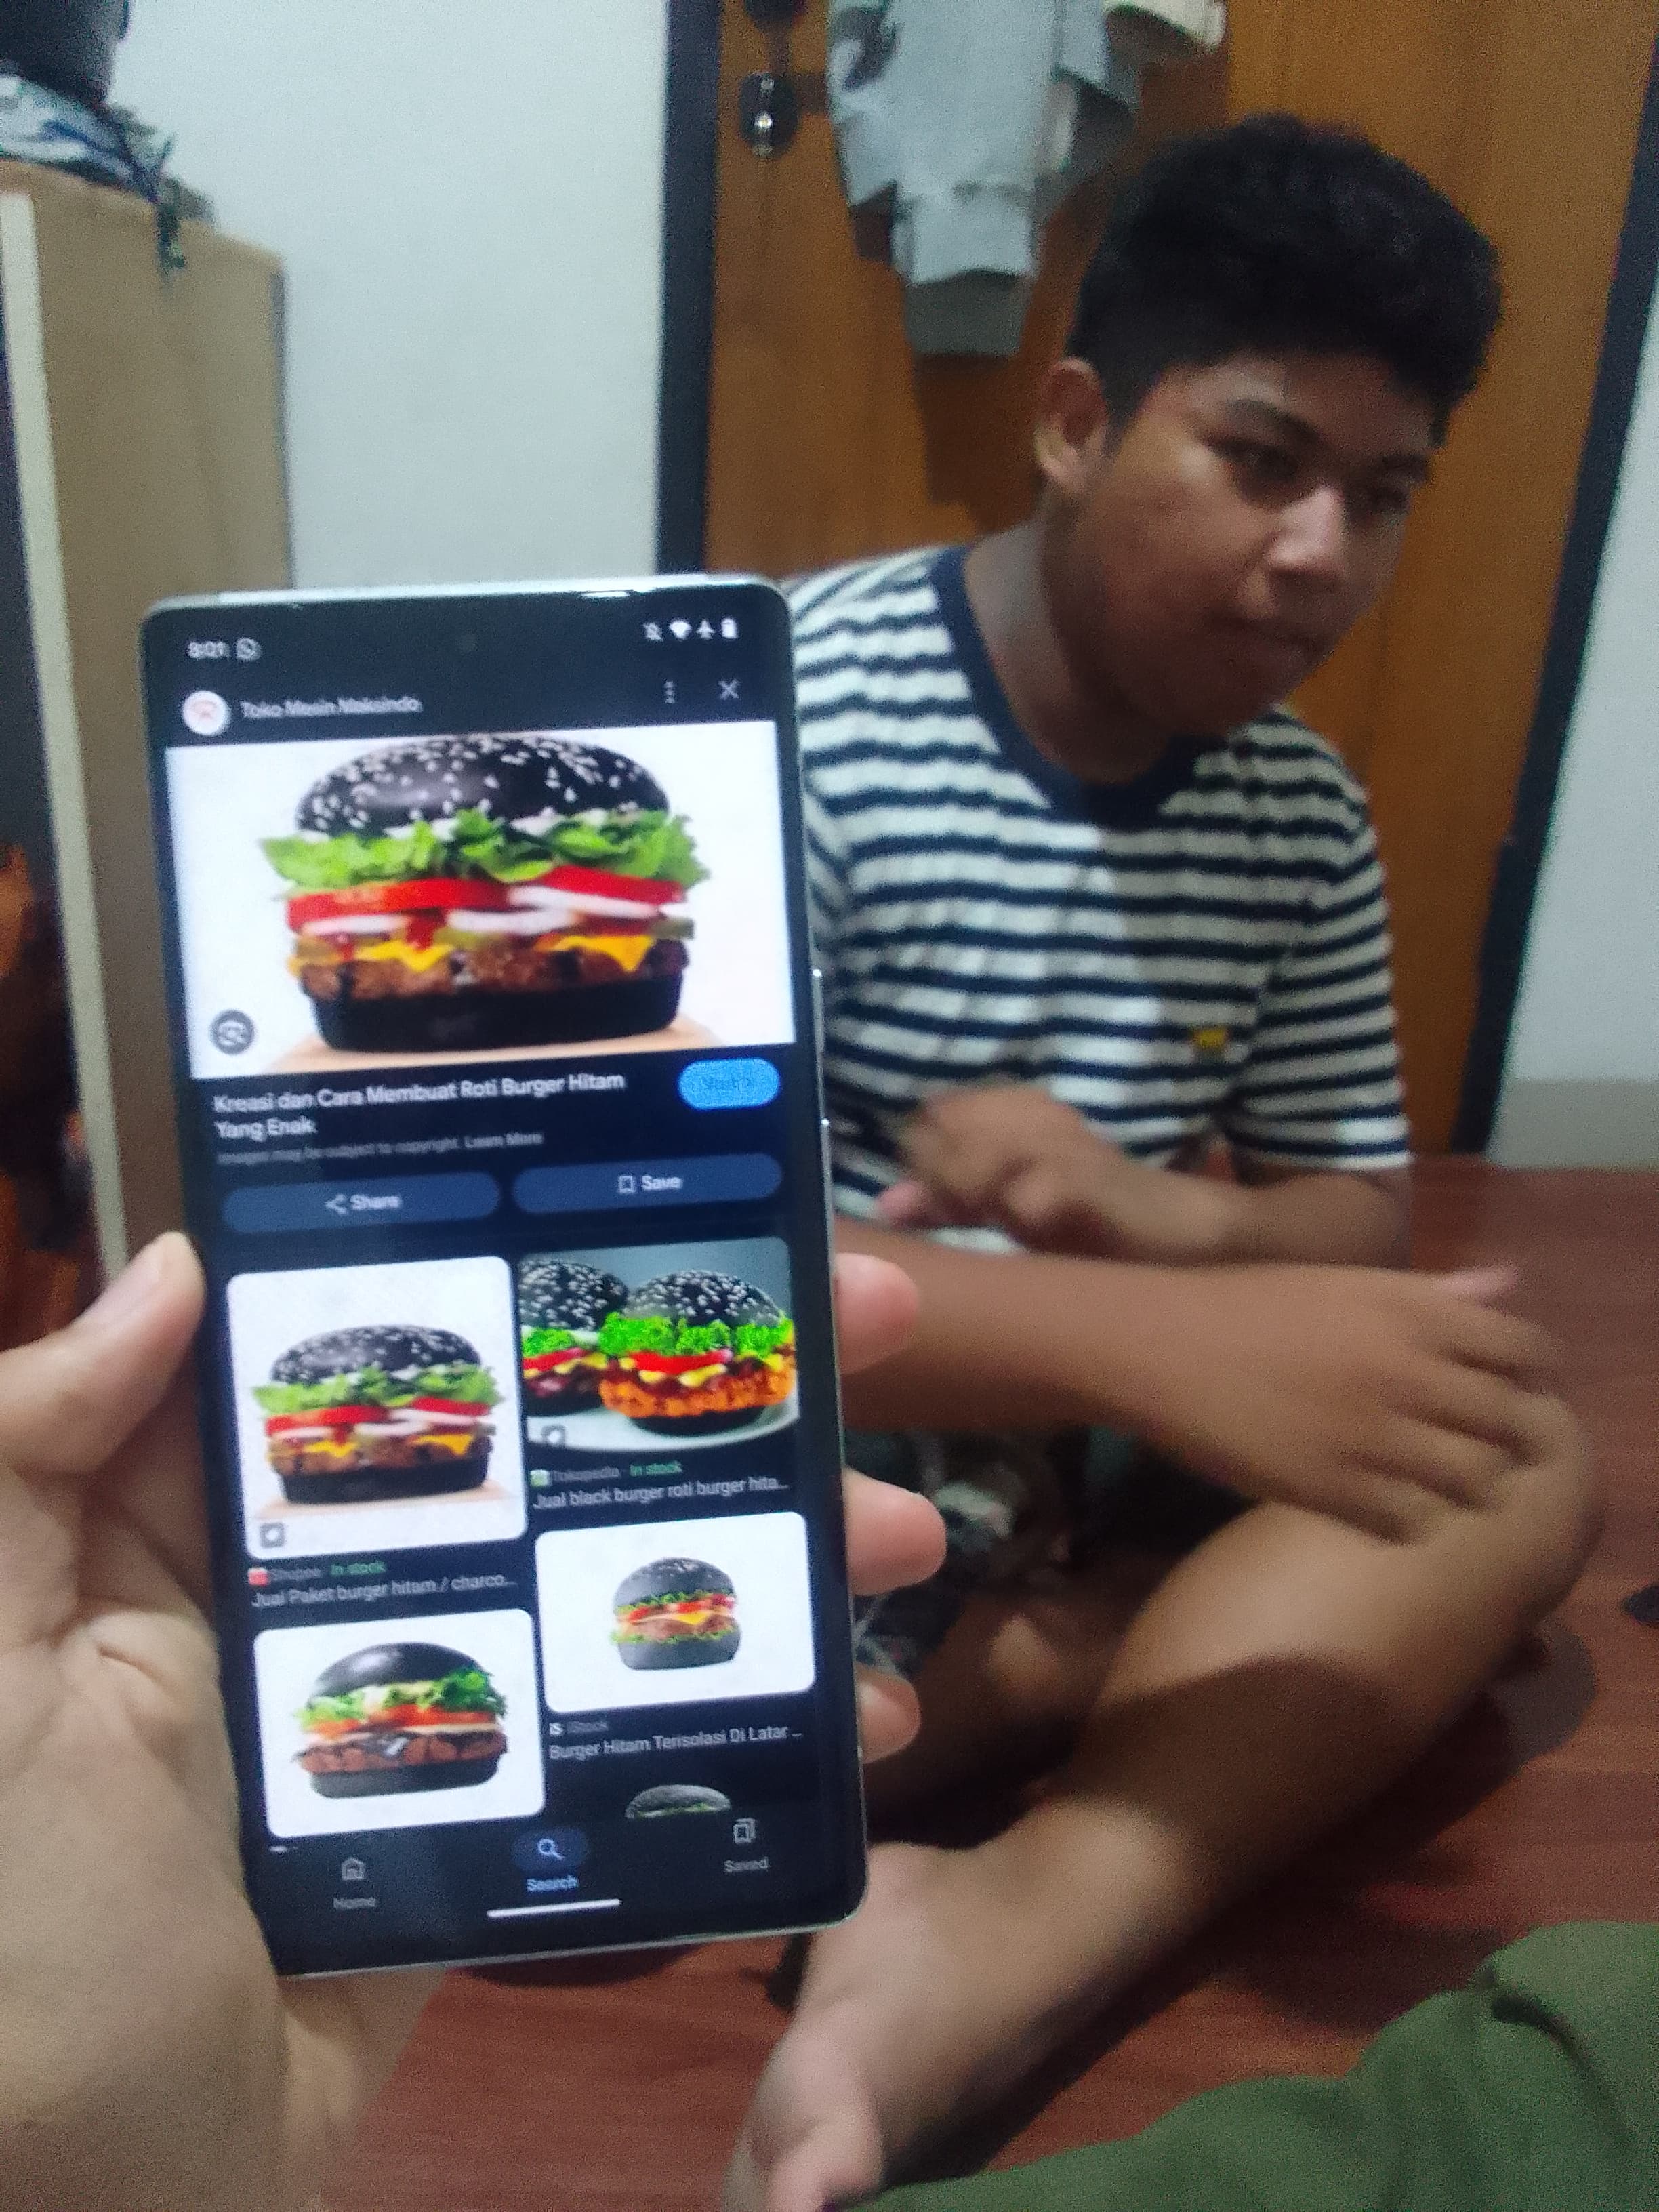 8:01
Toko Mesin Maksindo
Kreasi dan Cara Membuat Roti Burger Hitam
Yang Enak
Visit
Images may be subject to copyright. Learn More
Share
Save
Tokopedia · In stock
Jual black burger roti burger hita...
Shopee · In stock
Jual Paket burger hitam / charco...
iS iStock
Burger Hitam Terisolasi Di Latar ...
Home
Search
Saved